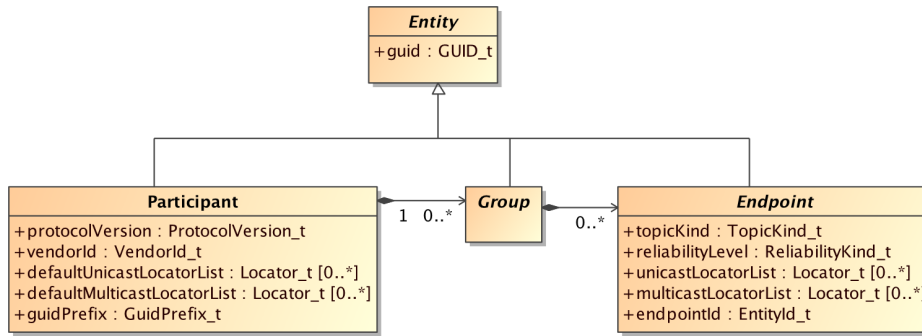 Entity
+guid : GUID_t
Participant
+protocolVersion : ProtocolVersion_t
+vendorId : VendorId_t
+defaultUnicastLocatorList : Locator_t [0..*]
+defaultMulticastLocatorList : Locator_t [0..*]
+guidPrefix : GuidPrefix_t
1 0..*
Group
0..*
Endpoint
+topicKind : TopicKind_t
+reliabilityLevel : ReliabilityKind_t
+unicastLocatorList : Locator_t [0..*]
+multicastLocatorList : Locator_t [0..*]
+endpointId : EntityId_t